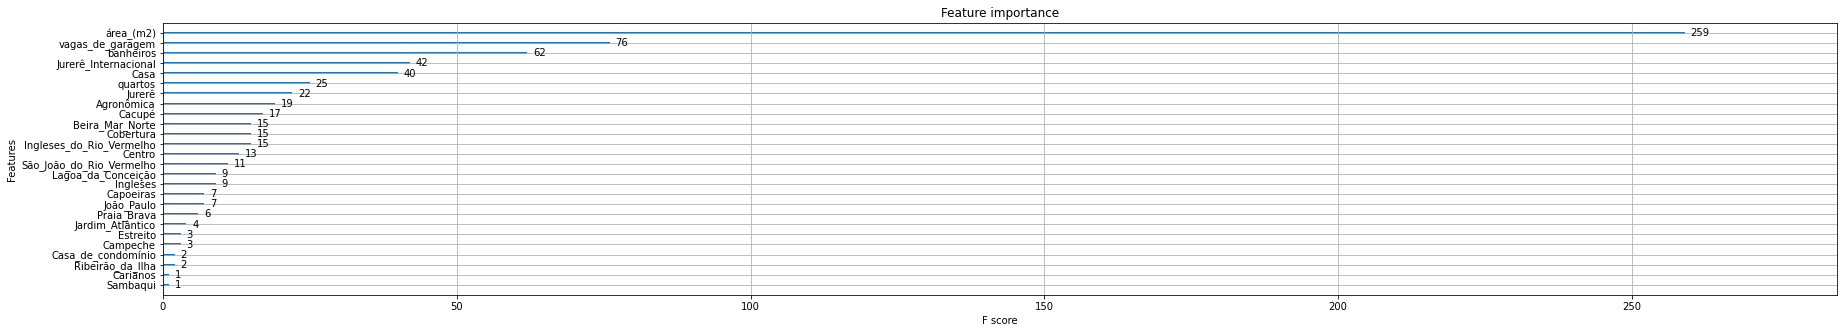 Feature importance
área_(m2) 259
vagas_de_garagem 76
banheiros 62
Jurerê_Internacional 42
Casa 40
quartos 25
Jurerê 22
Agronômica 19
Cacupé 17
Beira_Mar_Norte 15
Cobertura 15
Ingleses_do_Rio_Vermelho 15
Centro 13
São_João_do_Rio_Vermelho 11
Lagoa_da_Conceição 9
Ingleses 9
Capoeiras 7
João_Paulo 7
Praia_Brava 6
Jardim_Atlântico 4
Estreito 3
Campeche 3
Casa_de_condomínio 2
Ribeirão_da_Ilha 2
Carianos 1
Sambaqui 1
Features
0 50 100 150 200 250
F score